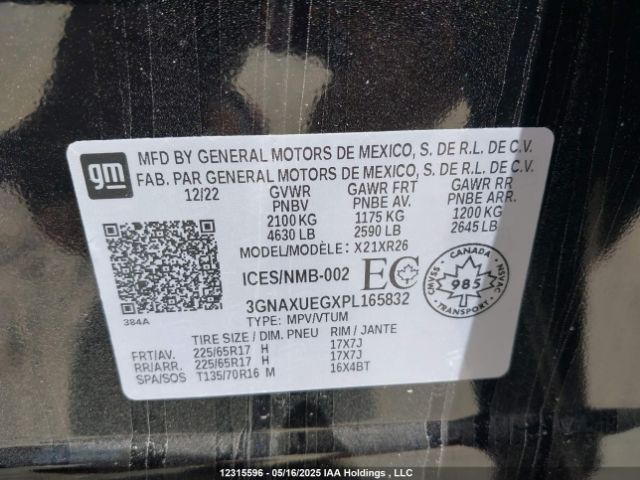 gm
MFD BY GENERAL MOTORS DE MEXICO, S. DE R.L. DE C.V.
FAB. PAR GENERAL MOTORS DE MEXICO, S. DE R.L. DE C.V.
12/22 GVWR GAWR FRT GAWR RR
PNBV PNBE AV. PNBE ARR.
2100 KG 1175 KG 1200 KG
4630 LB 2590 LB 2645 LB
MODEL/MODÈLE: X21XR26
ICES/NMB-002 EC
CANADA
CMVSS NSVAC
985
TRANSPORT
3GNAXUEGXPL165832
384A
TYPE: MPV/VTUM
TIRE SIZE / DIM. PNEU RIM / JANTE
FRT/AV. 225/65R17 H 17X7J
RR/ARR. 225/65R17 H 17X7J
SPA/SOS T135/70R16 M 16X4BT
12315596 - 05/16/2025 IAA Holdings , LLC